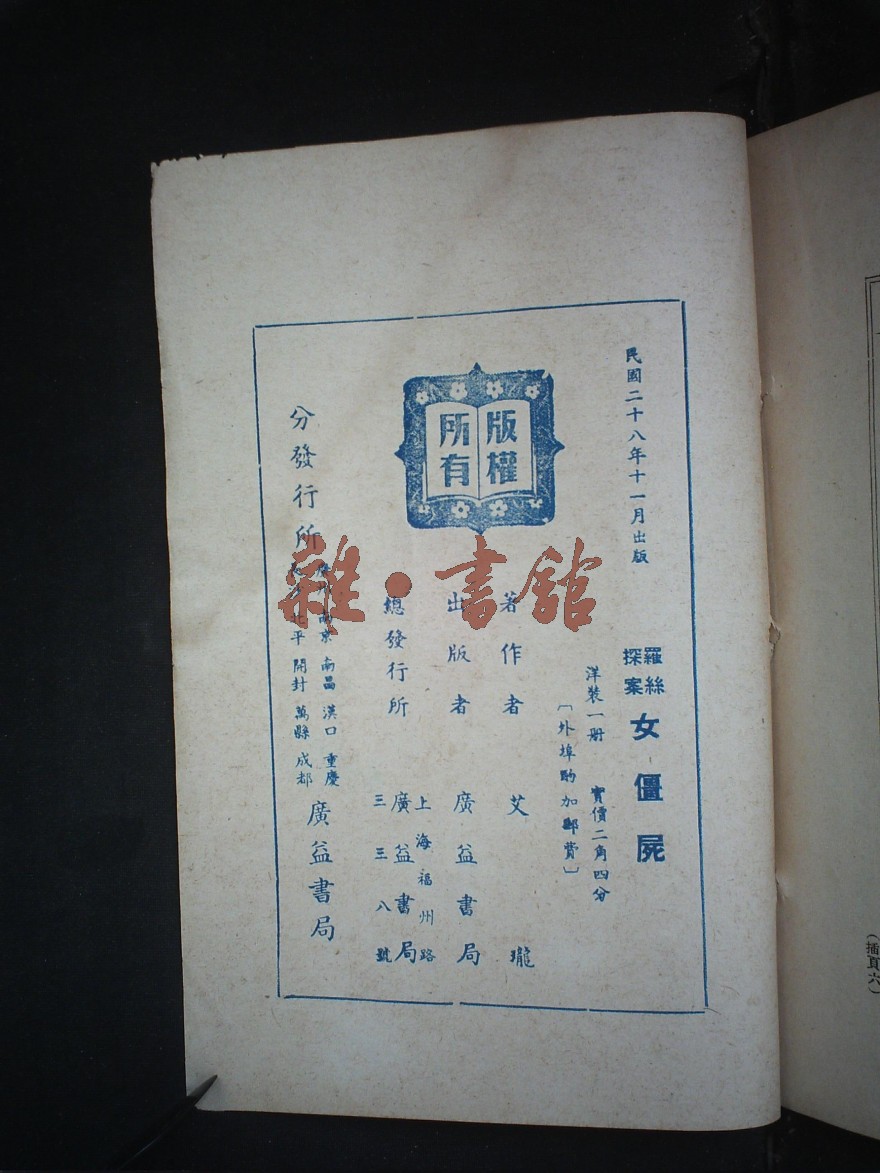 民國二十八年十一月出版
羅絲
探案
女僵屍
洋裝一册 實價二角四分
〔外埠酌加郵費〕
版權
所有
著作者 艾瓏
出版者 廣益書局
總發行所
上海福州路
廣益書局
三三八號
分發行所
南京 南昌 漢口 重慶
北平 開封 萬縣 成都
廣益書局
雜·書館
(插頁六)